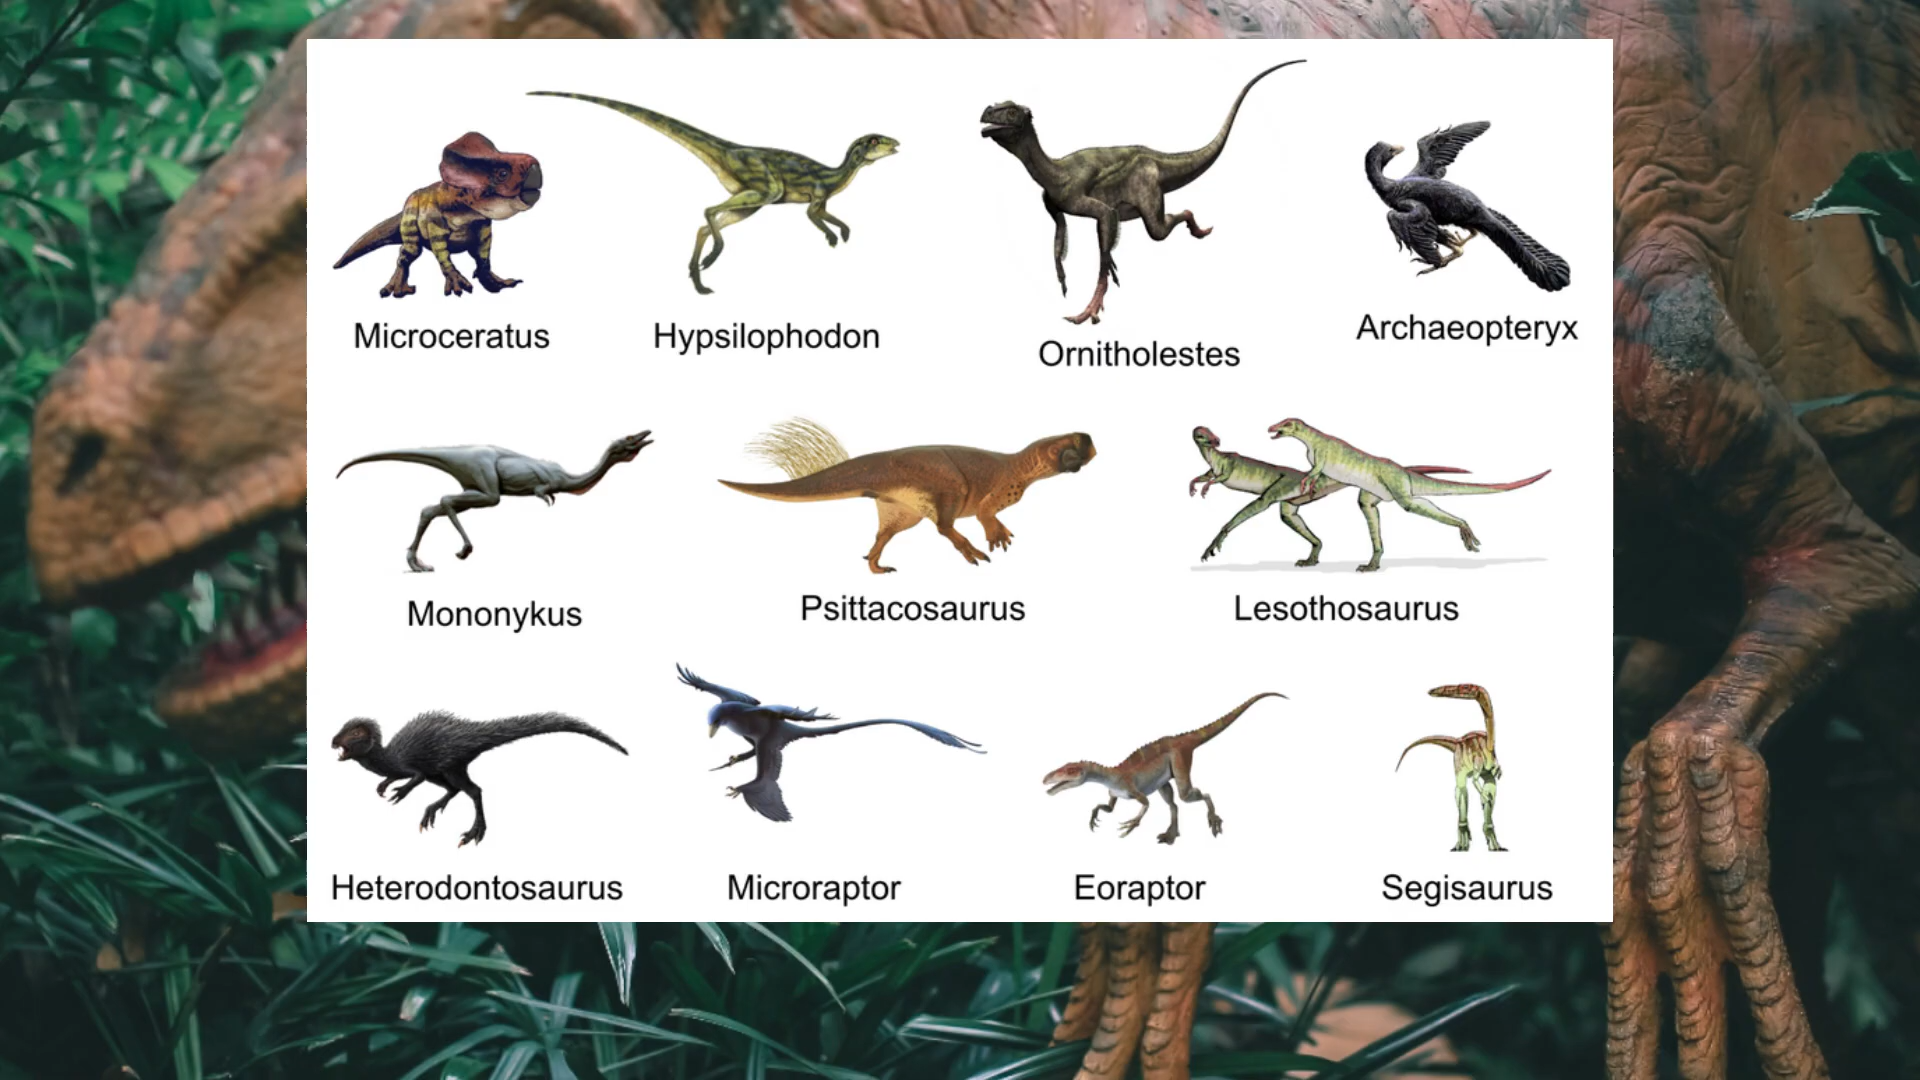 Microceratus
Hypsilophodon
Ornitholestes
Archaeopteryx
Mononykus
Psittacosaurus
Lesothosaurus
Heterodontosaurus
Microraptor
Eoraptor
Segisaurus